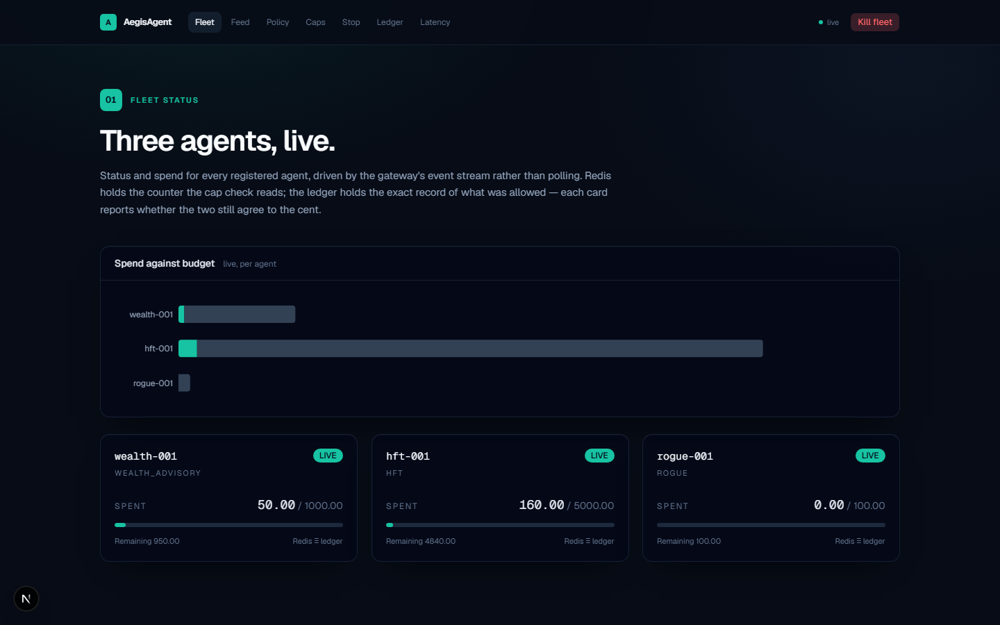 A AegisAgent Fleet Feed Policy Caps Stop Ledger Latency live Kill fleet
01 FLEET STATUS
Three agents, live.
Status and spend for every registered agent, driven by the gateway's event stream rather than polling. Redis
holds the counter the cap check reads; the ledger holds the exact record of what was allowed — each card
reports whether the two still agree to the cent.
Spend against budget live, per agent
wealth-001
hft-001
rogue-001
wealth-001 LIVE
WEALTH_ADVISORY
SPENT 50.00 / 1000.00
Remaining 950.00 Redis Ξ ledger
hft-001 LIVE
HFT
SPENT 160.00 / 5000.00
Remaining 4840.00 Redis Ξ ledger
rogue-001 LIVE
ROGUE
SPENT 0.00 / 100.00
Remaining 100.00 Redis Ξ ledger
N